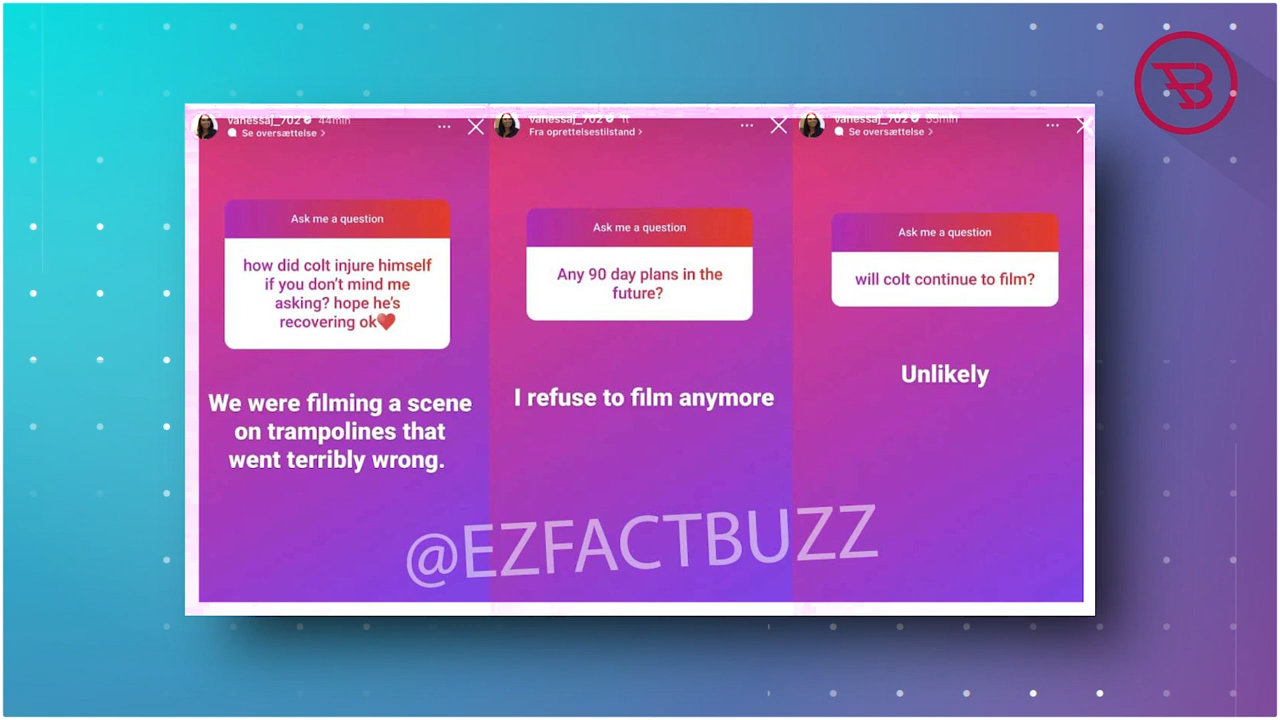 vanessaj_702 44min
Se oversættelse >
Ask me a question
how did colt injure himself
if you don't mind me
asking? hope he's
recovering ok❤️
We were filming a scene
on trampolines that
went terribly wrong.
vanessaj_702 1t
Fra oprettelsestilstand >
Ask me a question
Any 90 day plans in the
future?
I refuse to film anymore
vanessaj_702 55min
Se oversættelse >
Ask me a question
will colt continue to film?
Unlikely
@EZFACTBUZZ